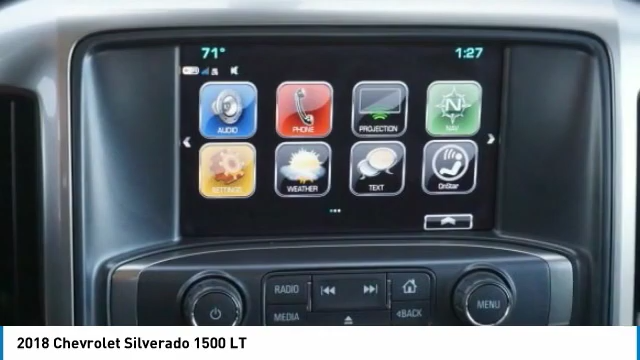 71° 1:27
AUDIO PHONE PROJECTION NAV
SETTINGS WEATHER TEXT OnStar
RADIO
MEDIA BACK
MENU
2018 Chevrolet Silverado 1500 LT